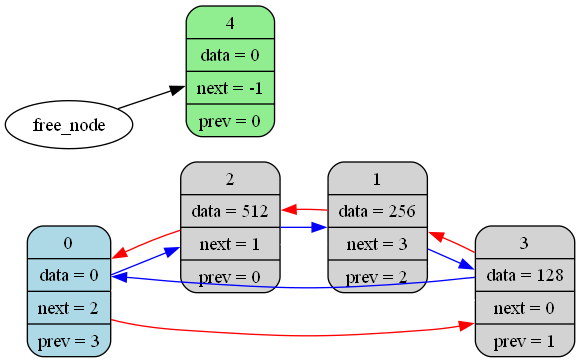 4
data = 0
next = -1
prev = 0
free_node
2
data = 512
next = 1
prev = 0
1
data = 256
next = 3
prev = 2
0
data = 0
next = 2
prev = 3
3
data = 128
next = 0
prev = 1